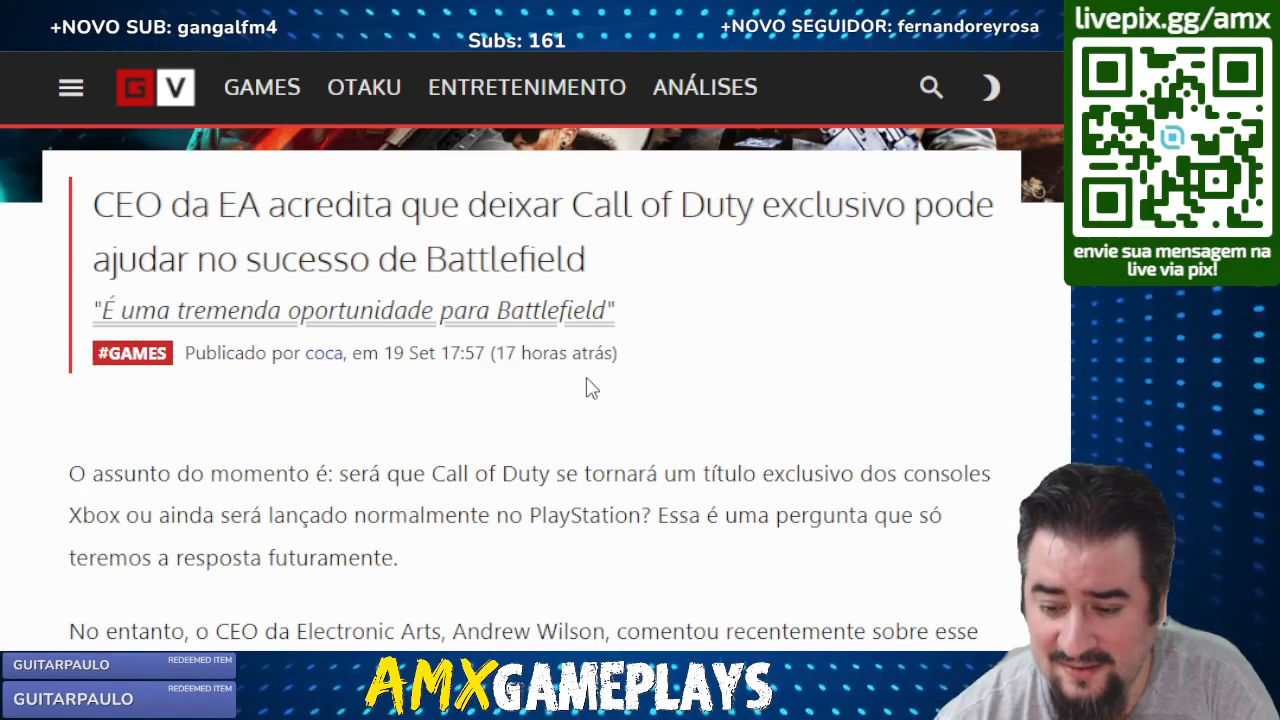 +NOVO SUB: gangalfm4
Subs: 161
+NOVO SEGUIDOR: fernandoreyrosa
livepix.gg/amx
G V GAMES OTAKU ENTRETENIMENTO ANÁLISES
CEO da EA acredita que deixar Call of Duty exclusivo pode
ajudar no sucesso de Battlefield
"É uma tremenda oportunidade para Battlefield"
#GAMES Publicado por coca, em 19 Set 17:57 (17 horas atrás)
envie sua mensagem na
live via pix!
O assunto do momento é: será que Call of Duty se tornará um título exclusivo dos consoles
Xbox ou ainda será lançado normalmente no PlayStation? Essa é uma pergunta que só
teremos a resposta futuramente.
No entanto, o CEO da Electronic Arts, Andrew Wilson, comentou recentemente sobre esse
GUITARPAULO REDEEMED ITEM
GUITARPAULO REDEEMED ITEM
AMXGAMEPLAYS